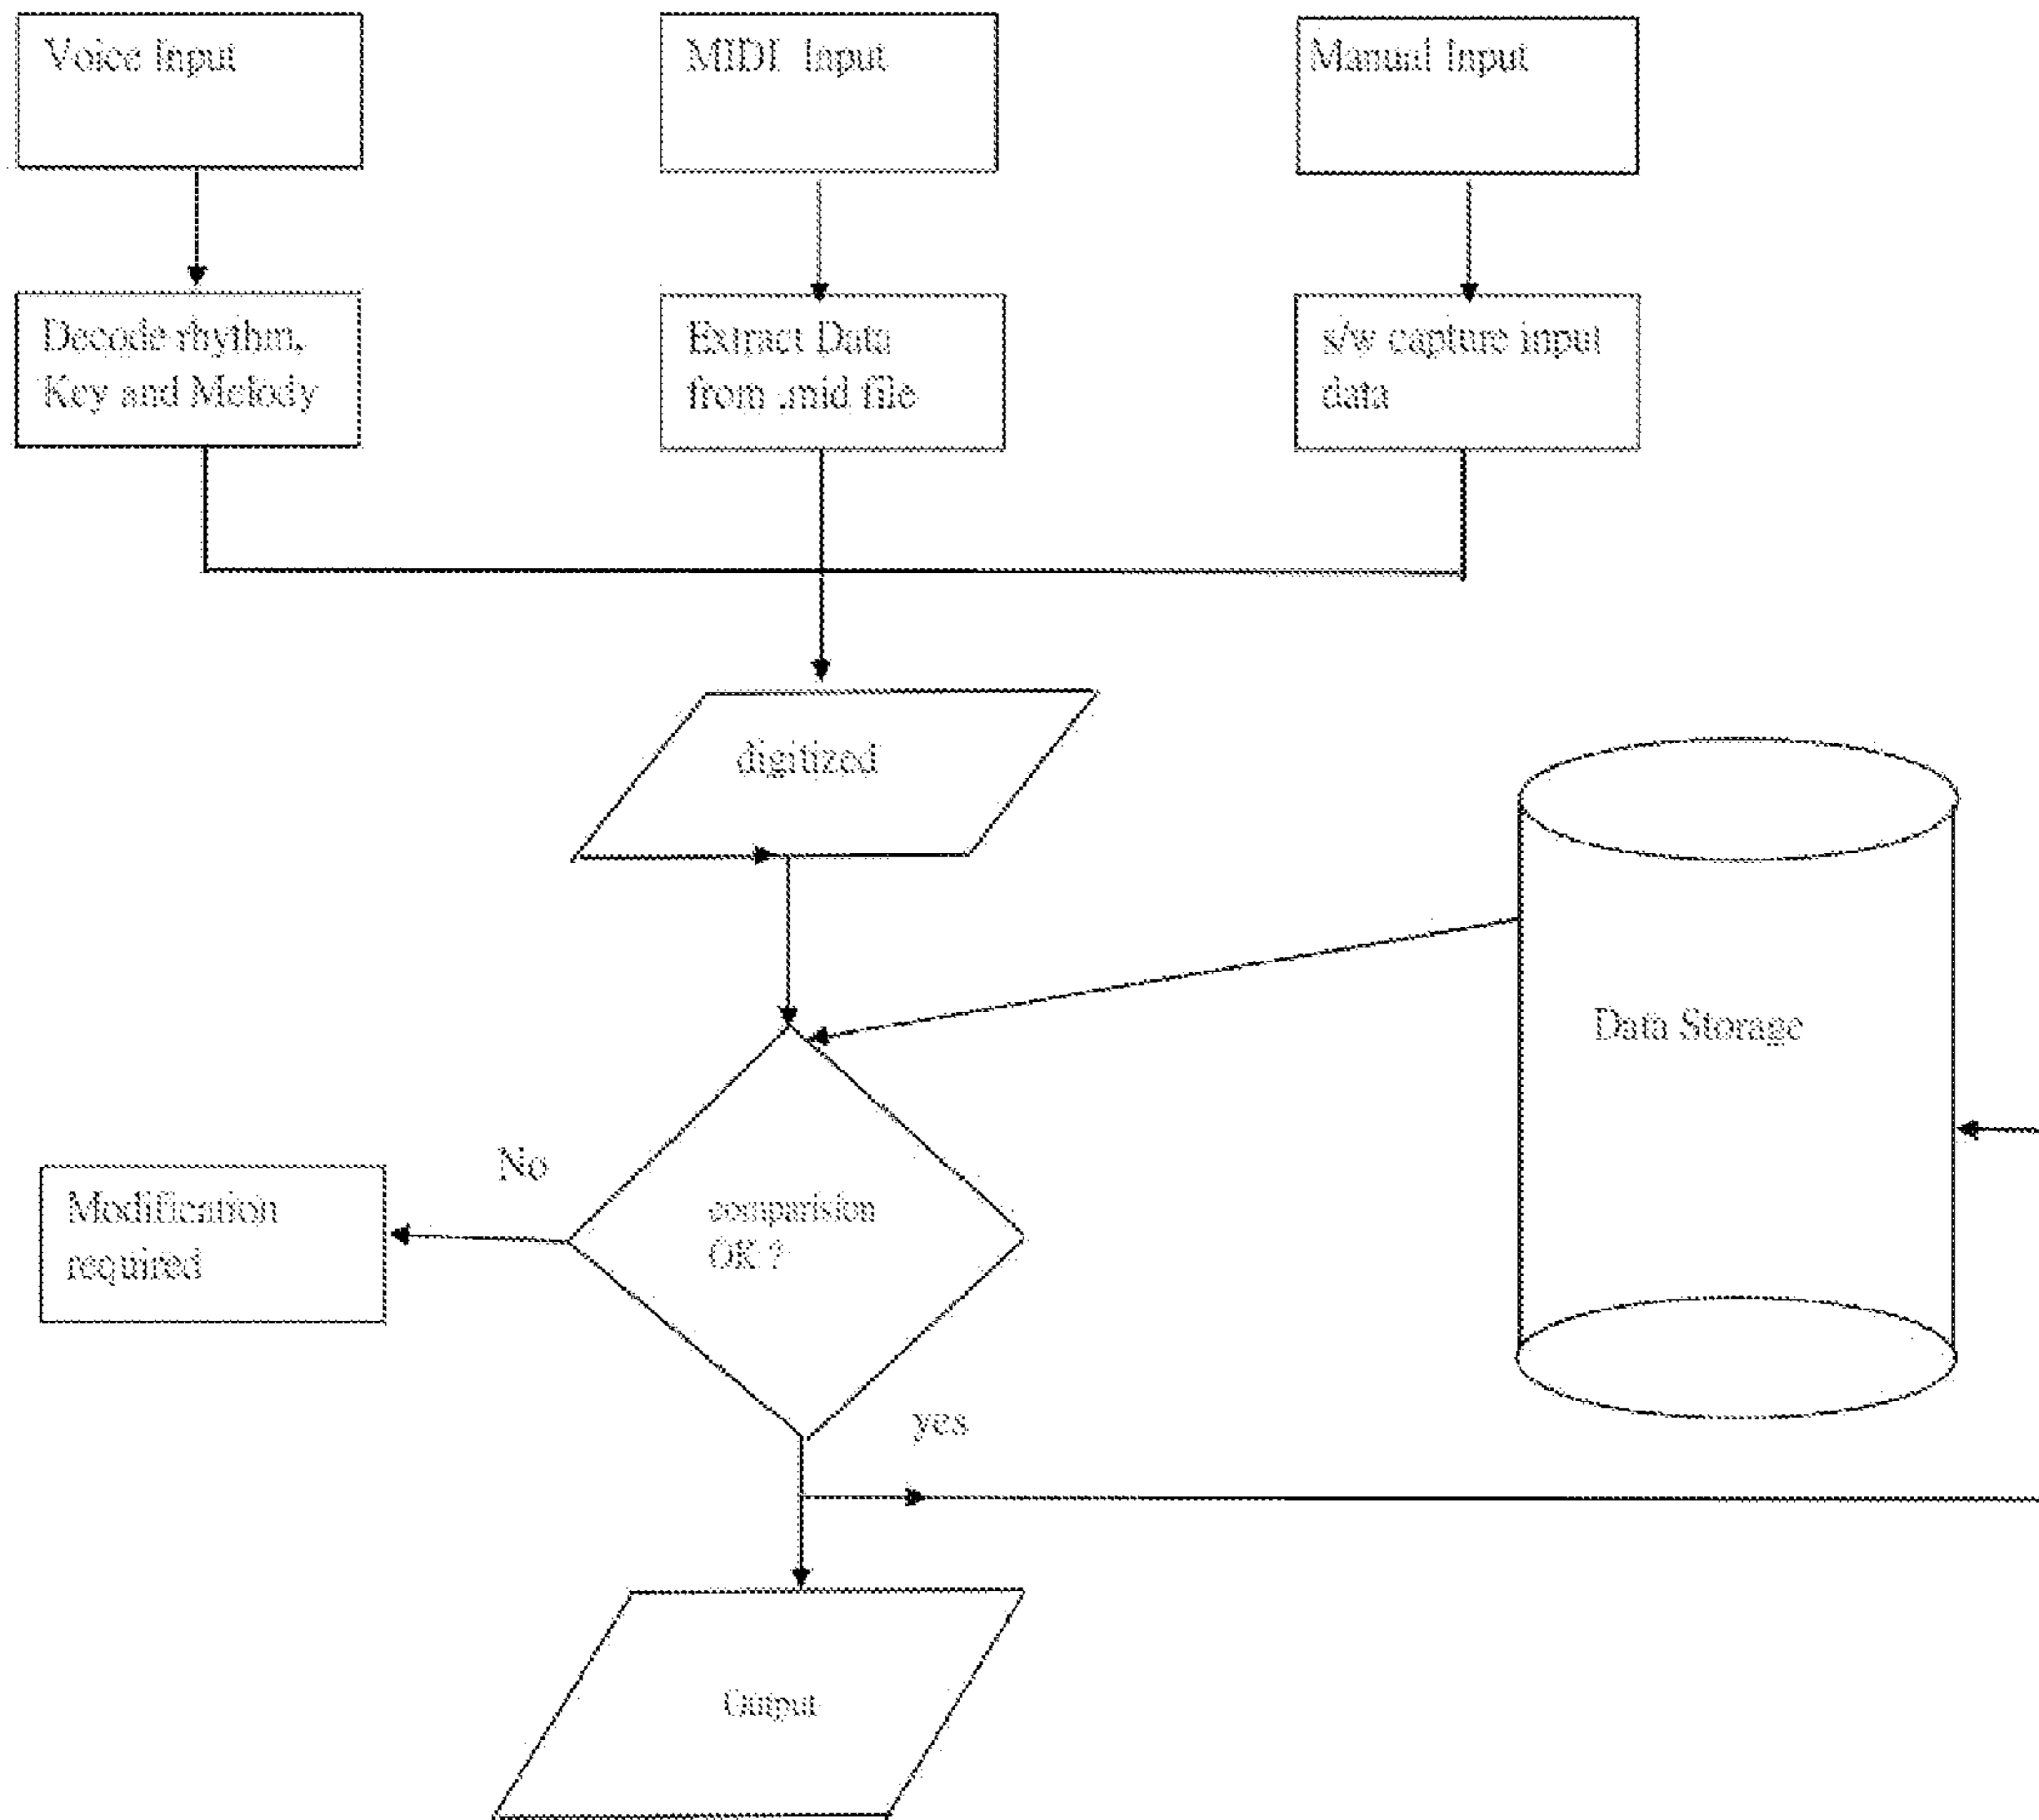 Voice Input
MIDI Input
Manual Input
Decode rhythm,
Key and Melody
Extract Data
from .mid file
s/w capture input
data
digitized
Data Storage
No
Modification
required
comparision
OK ?
yes
Output